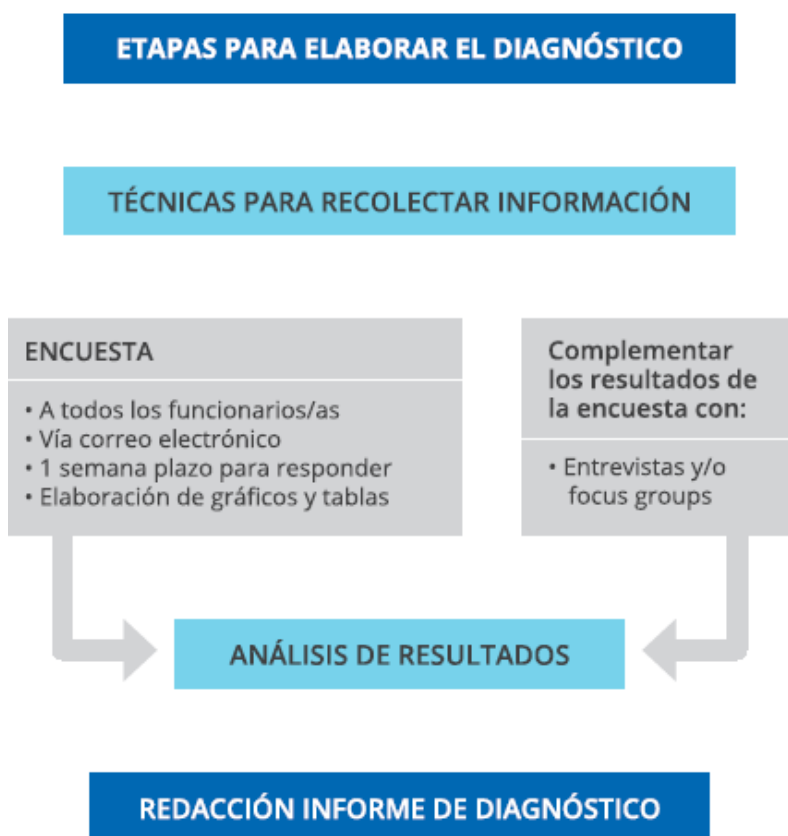 ETAPAS PARA ELABORAR EL DIAGNÓSTICO
TÉCNICAS PARA RECOLECTAR INFORMACIÓN
ENCUESTA
• A todos los funcionarios/as
• Vía correo electrónico
• 1 semana plazo para responder
• Elaboración de gráficos y tablas
Complementar
los resultados de
la encuesta con:
• Entrevistas y/o
focus groups
ANÁLISIS DE RESULTADOS
REDACCIÓN INFORME DE DIAGNÓSTICO